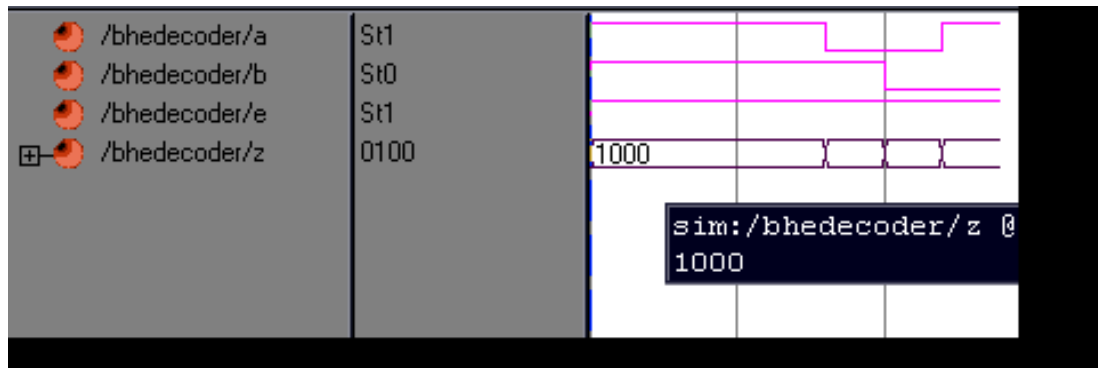 /bhedecoder/a St1
/bhedecoder/b St0
/bhedecoder/e St1
/bhedecoder/z 0100 1000
sim:/bhedecoder/z @
1000